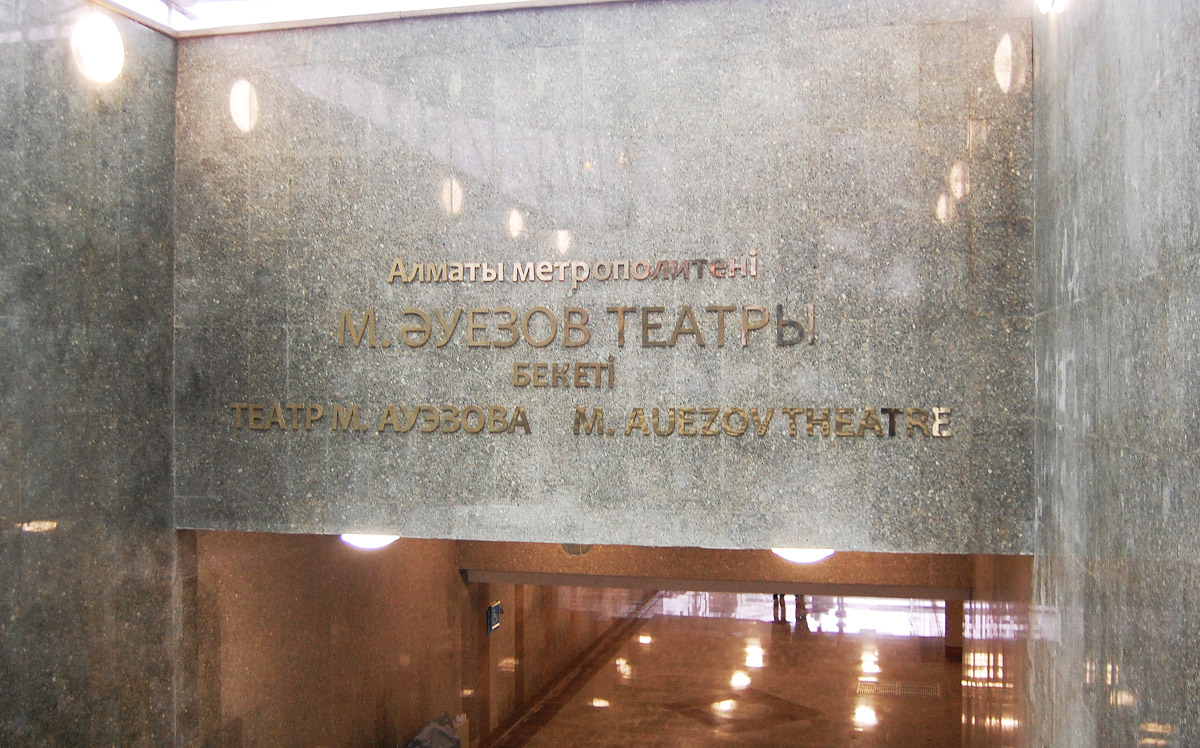 Алматы метрополитені
М. ӘУЕЗОВ ТЕАТРЫ
БЕКЕТІ
ТЕАТР М. АУЭЗОВА M. AUEZOV THEATRE